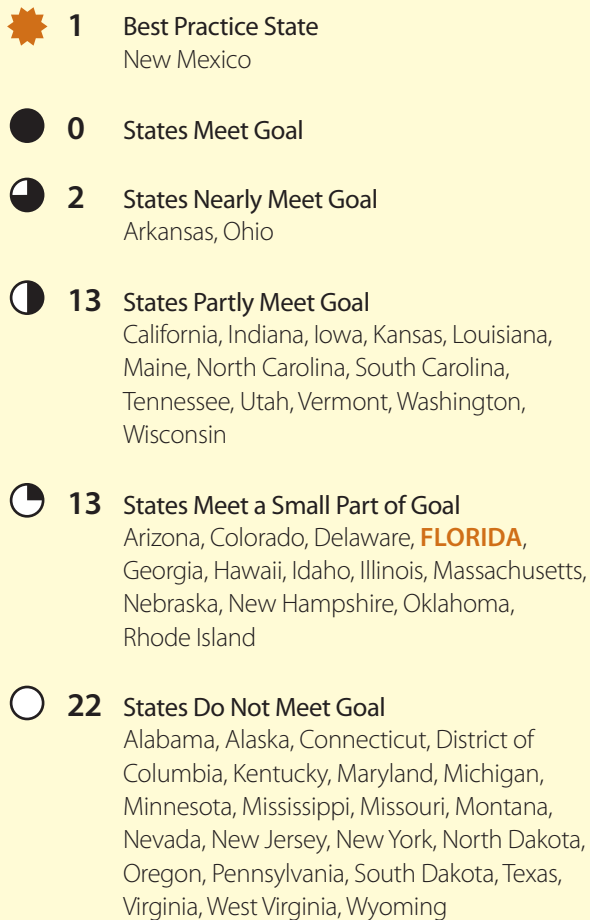 1 Best Practice State
New Mexico
0 States Meet Goal
2 States Nearly Meet Goal
Arkansas, Ohio
13 States Partly Meet Goal
California, Indiana, Iowa, Kansas, Louisiana,
Maine, North Carolina, South Carolina,
Tennessee, Utah, Vermont, Washington,
Wisconsin
13 States Meet a Small Part of Goal
Arizona, Colorado, Delaware, FLORIDA,
Georgia, Hawaii, Idaho, Illinois, Massachusetts,
Nebraska, New Hampshire, Oklahoma,
Rhode Island
22 States Do Not Meet Goal
Alabama, Alaska, Connecticut, District of
Columbia, Kentucky, Maryland, Michigan,
Minnesota, Mississippi, Missouri, Montana,
Nevada, New Jersey, New York, North Dakota,
Oregon, Pennsylvania, South Dakota, Texas,
Virginia, West Virginia, Wyoming